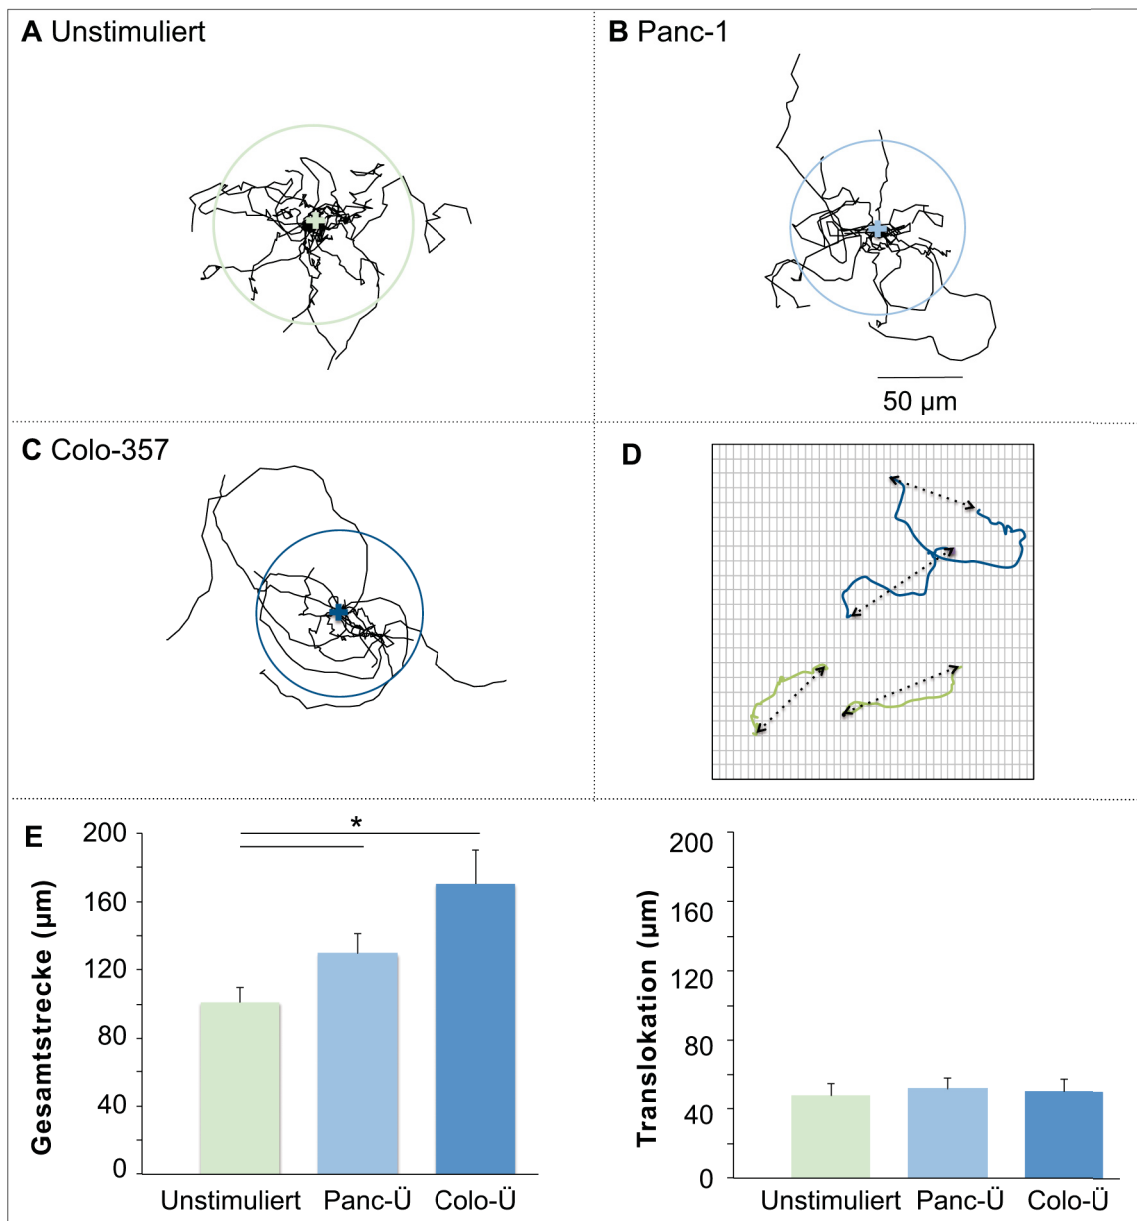 A Unstimuliert
B Panc-1
50 µm
C Colo-357
D
E
Gesamtstrecke (µm)
200
160
120
80
40
0
*
Unstimuliert Panc-Ü Colo-Ü
Translokation (µm)
200
160
120
80
40
0
Unstimuliert Panc-Ü Colo-Ü